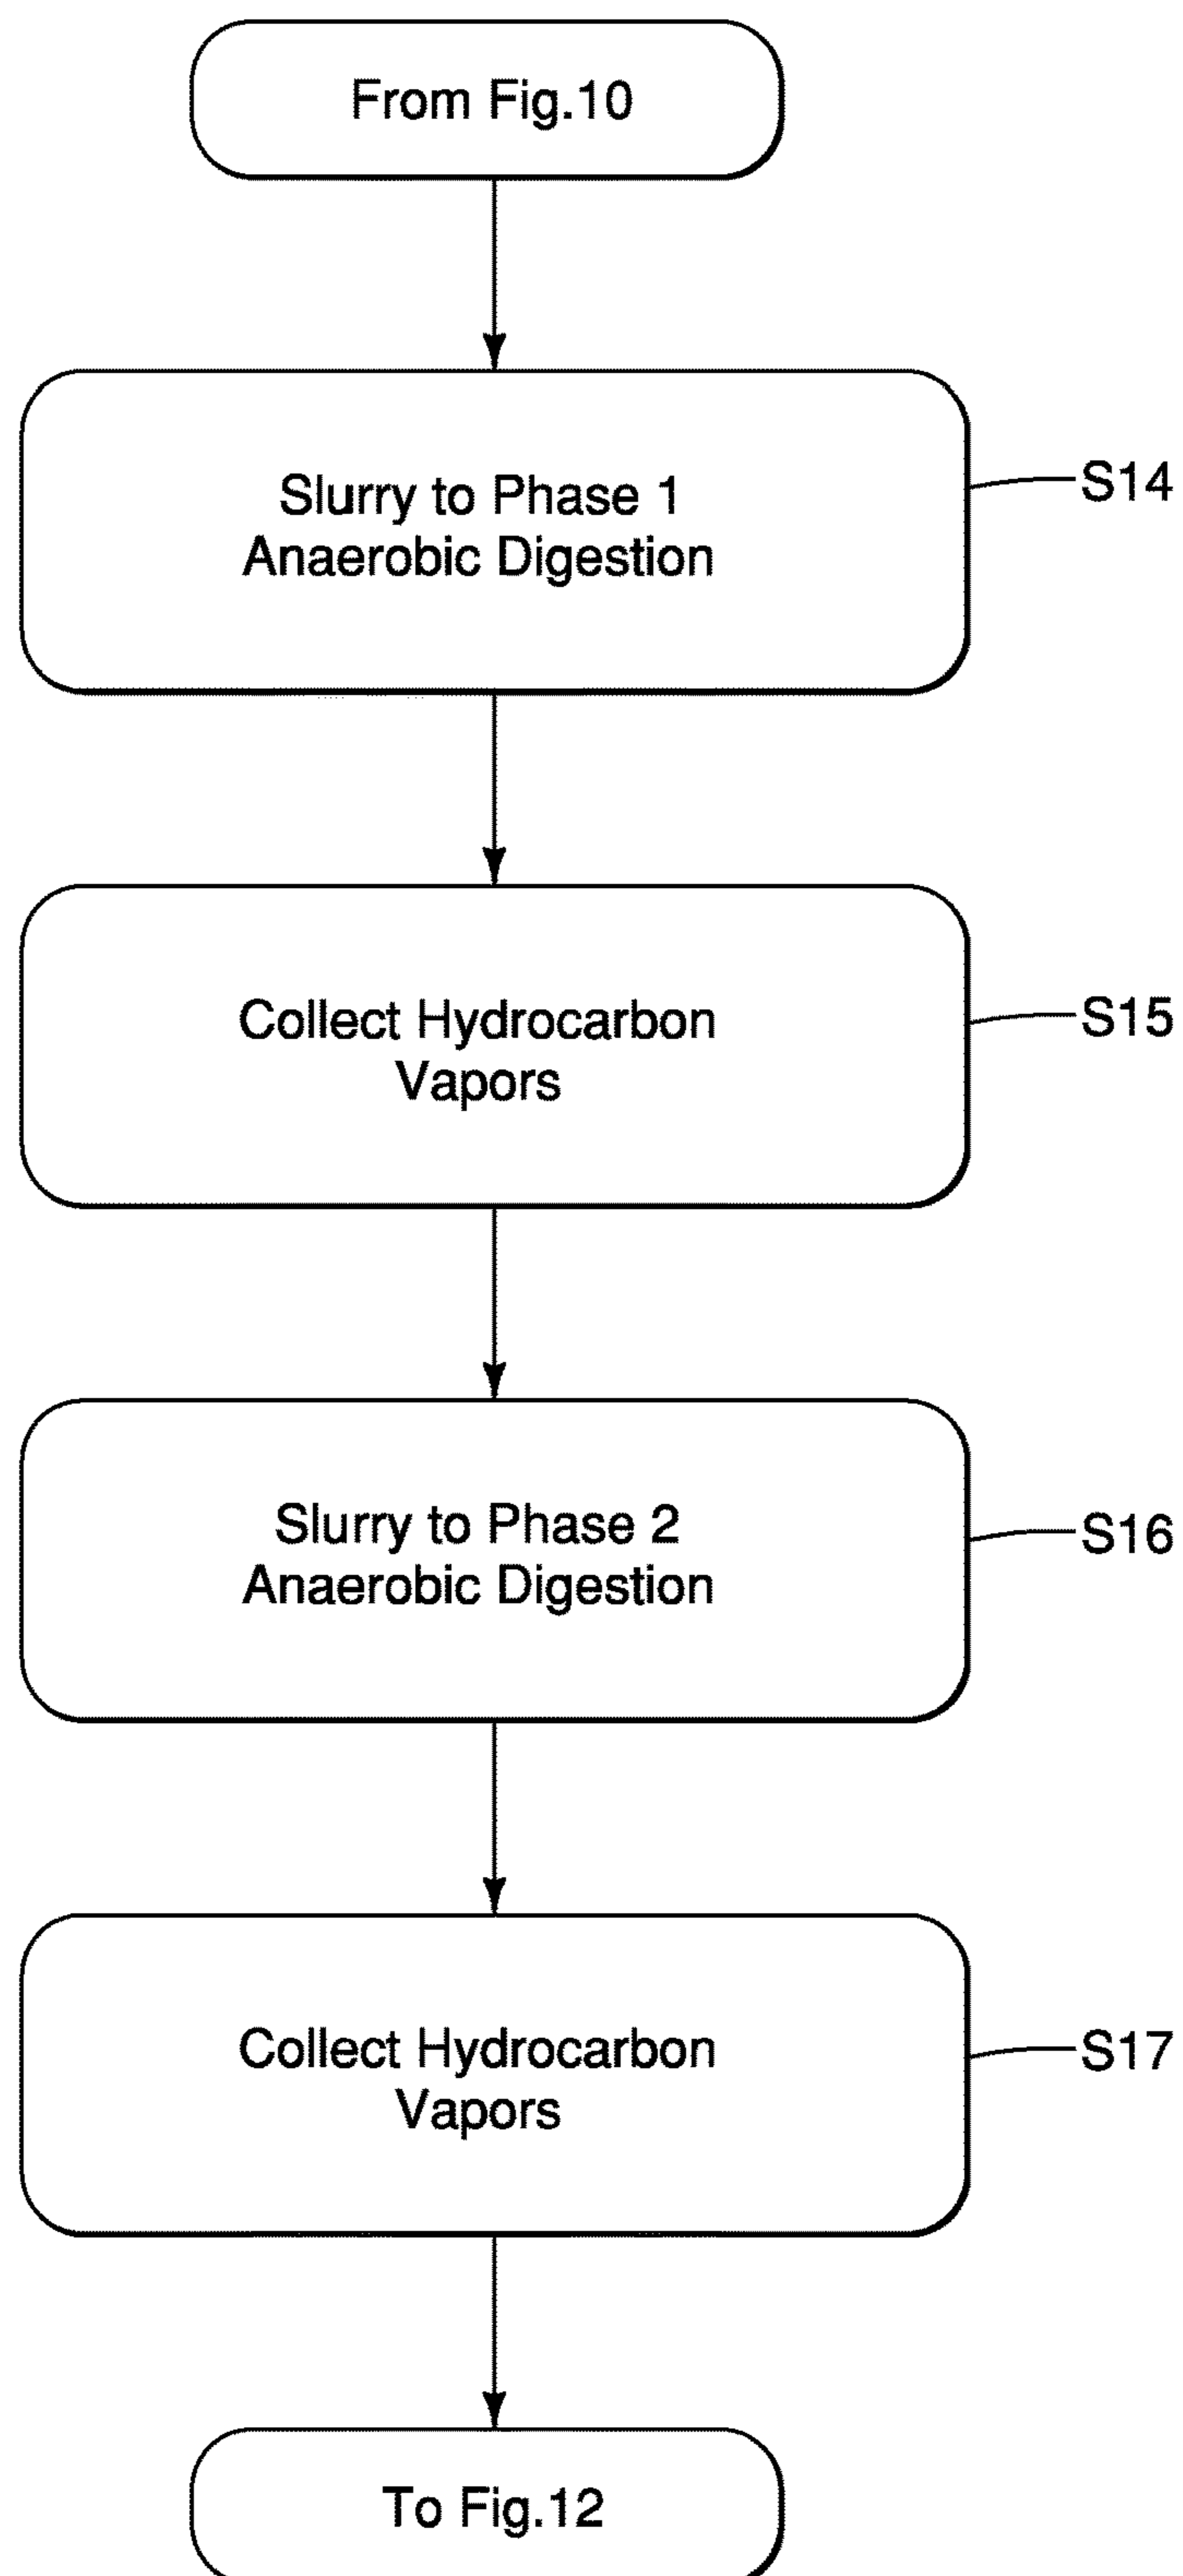 From Fig.10
Slurry to Phase 1
Anaerobic Digestion
S14
Collect Hydrocarbon
Vapors
S15
Slurry to Phase 2
Anaerobic Digestion
S16
Collect Hydrocarbon
Vapors
S17
To Fig.12